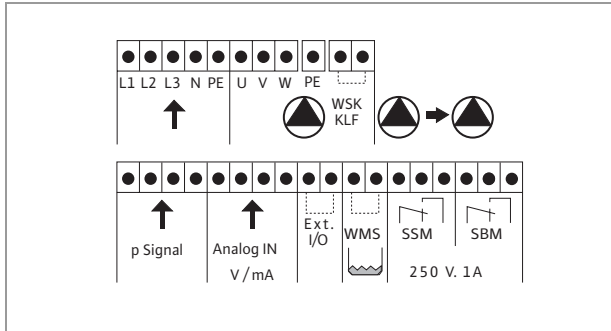 L1 L2 L3 N PE U V W PE
WSK
KLF
p Signal
Analog IN
V / mA
Ext.
I/O
WMS
SSM
SBM
250 V. 1A